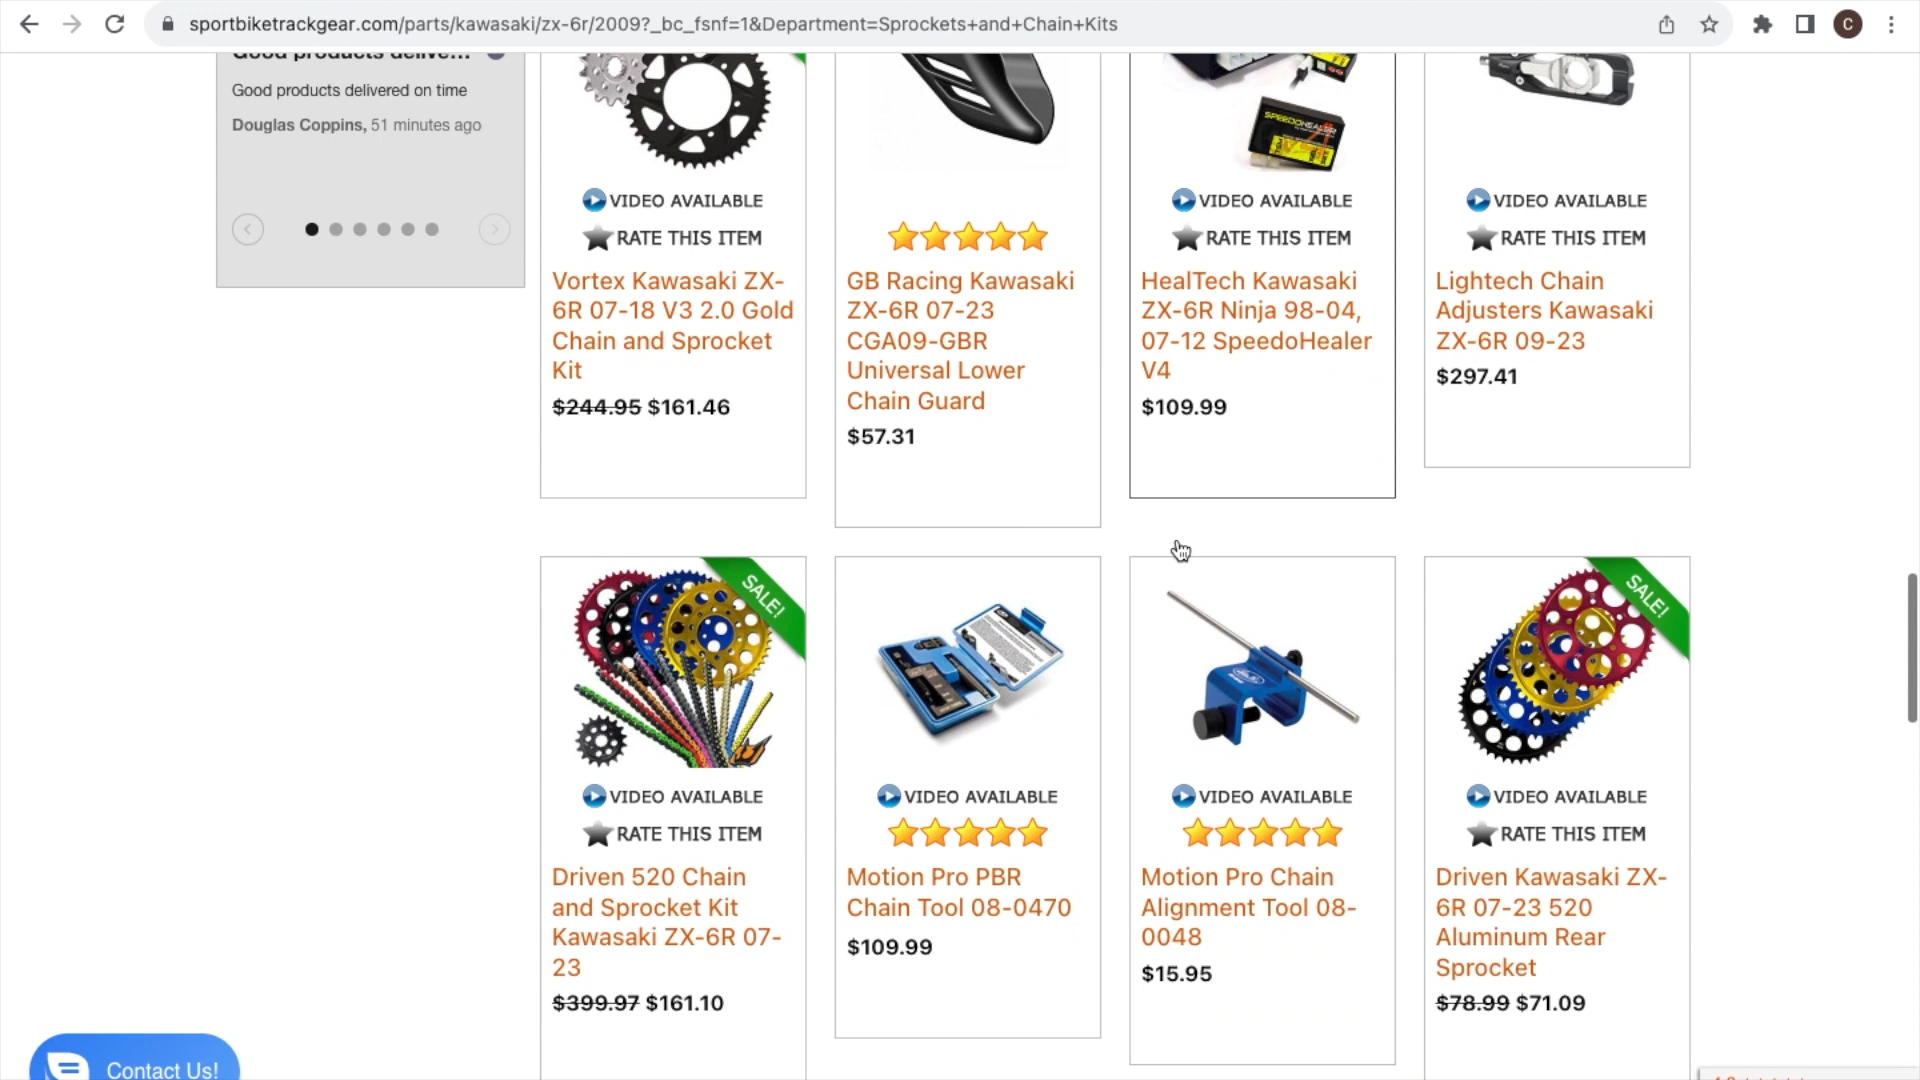 sportbiketrackgear.com/parts/kawasaki/zx-6r/2009?_bc_fsnf=1&Department=Sprockets+and+Chain+Kits
C
Good products delive...
Good products delivered on time
Douglas Coppins, 51 minutes ago
VIDEO AVAILABLE
RATE THIS ITEM
Vortex Kawasaki ZX-
6R 07-18 V3 2.0 Gold
Chain and Sprocket
Kit
$244.95 $161.46
GB Racing Kawasaki
ZX-6R 07-23
CGA09-GBR
Universal Lower
Chain Guard
$57.31
SPEEDOHEALER
VIDEO AVAILABLE
RATE THIS ITEM
HealTech Kawasaki
ZX-6R Ninja 98-04,
07-12 SpeedoHealer
V4
$109.99
VIDEO AVAILABLE
RATE THIS ITEM
Lightech Chain
Adjusters Kawasaki
ZX-6R 09-23
$297.41
SALE!
VIDEO AVAILABLE
RATE THIS ITEM
Driven 520 Chain
and Sprocket Kit
Kawasaki ZX-6R 07-
23
$399.97 $161.10
VIDEO AVAILABLE
Motion Pro PBR
Chain Tool 08-0470
$109.99
VIDEO AVAILABLE
Motion Pro Chain
Alignment Tool 08-
0048
$15.95
SALE!
VIDEO AVAILABLE
RATE THIS ITEM
Driven Kawasaki ZX-
6R 07-23 520
Aluminum Rear
Sprocket
$78.99 $71.09
Contact Us!